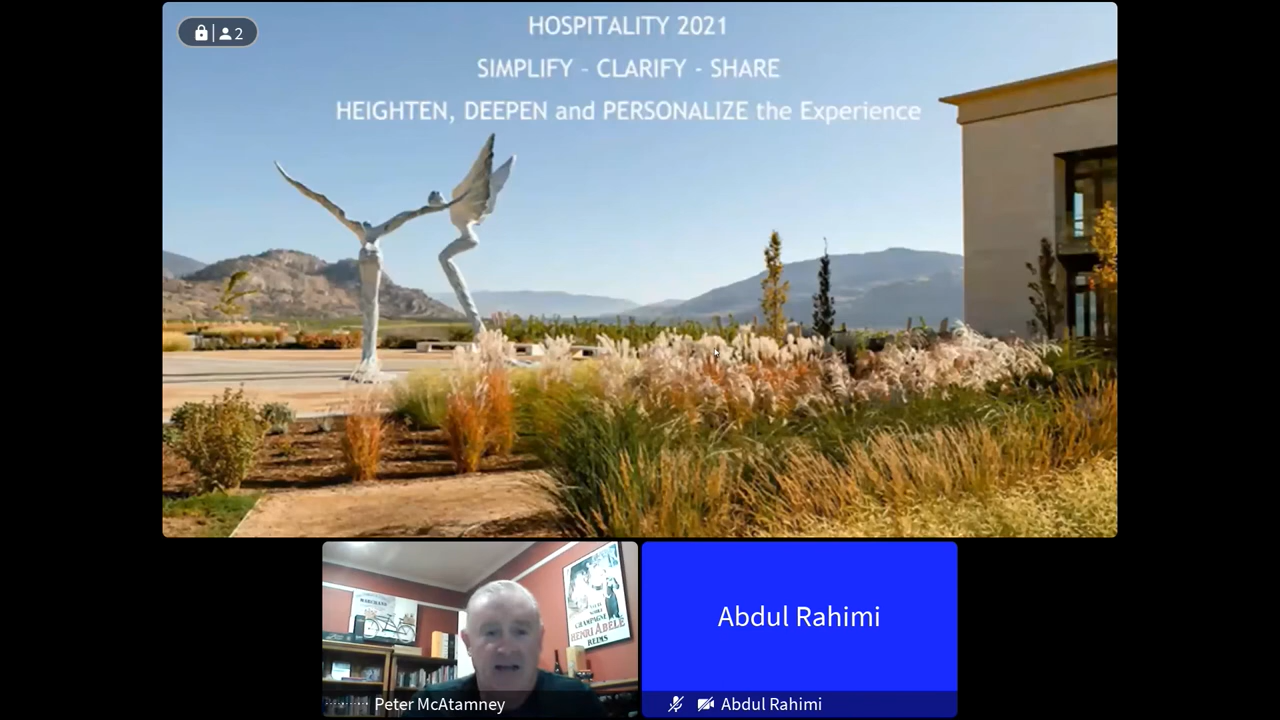 2
HOSPITALITY 2021
SIMPLIFY - CLARIFY - SHARE
HEIGHTEN, DEEPEN and PERSONALIZE the Experience
CHAMPAGNE
HENRI ABELÉ
REIMS
Abdul Rahimi
Peter McAtamney
Abdul Rahimi